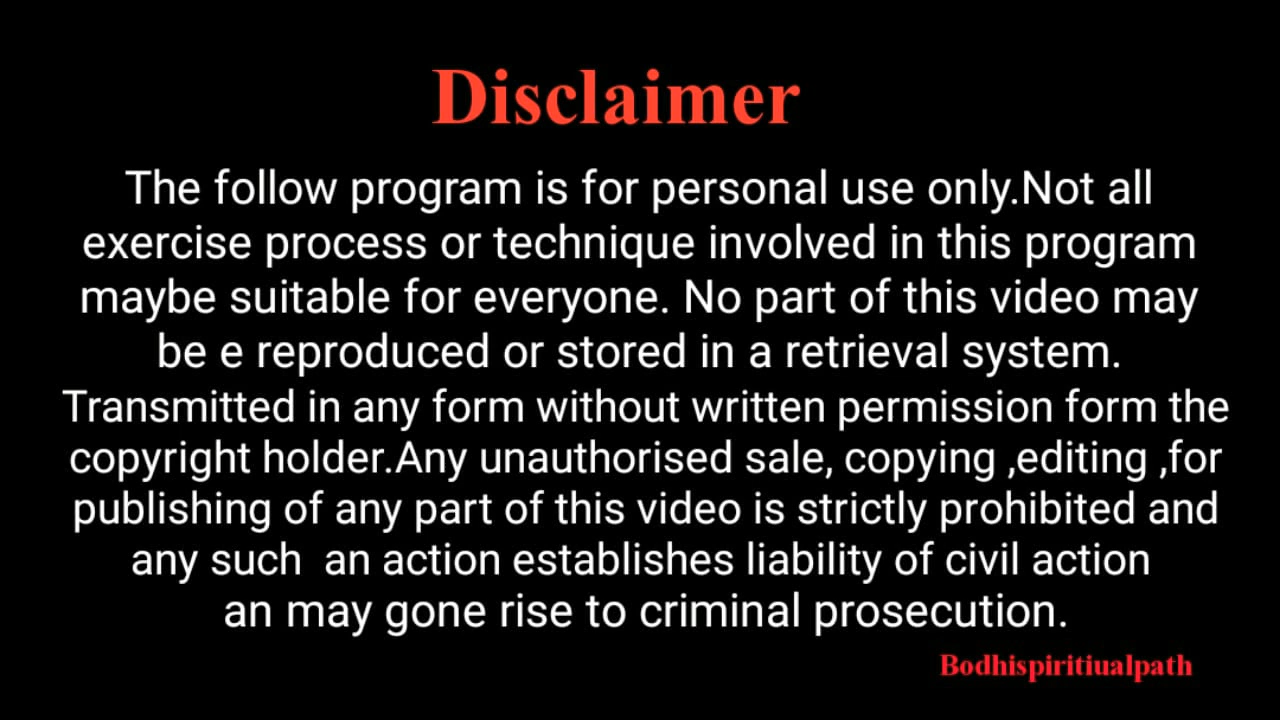 Disclaimer
The follow program is for personal use only.Not all
exercise process or technique involved in this program
maybe suitable for everyone. No part of this video may
be e reproduced or stored in a retrieval system.
Transmitted in any form without written permission form the
copyright holder.Any unauthorised sale, copying ,editing ,for
publishing of any part of this video is strictly prohibited and
any such  an action establishes liability of civil action
an may gone rise to criminal prosecution.
Bodhispiritiualpath